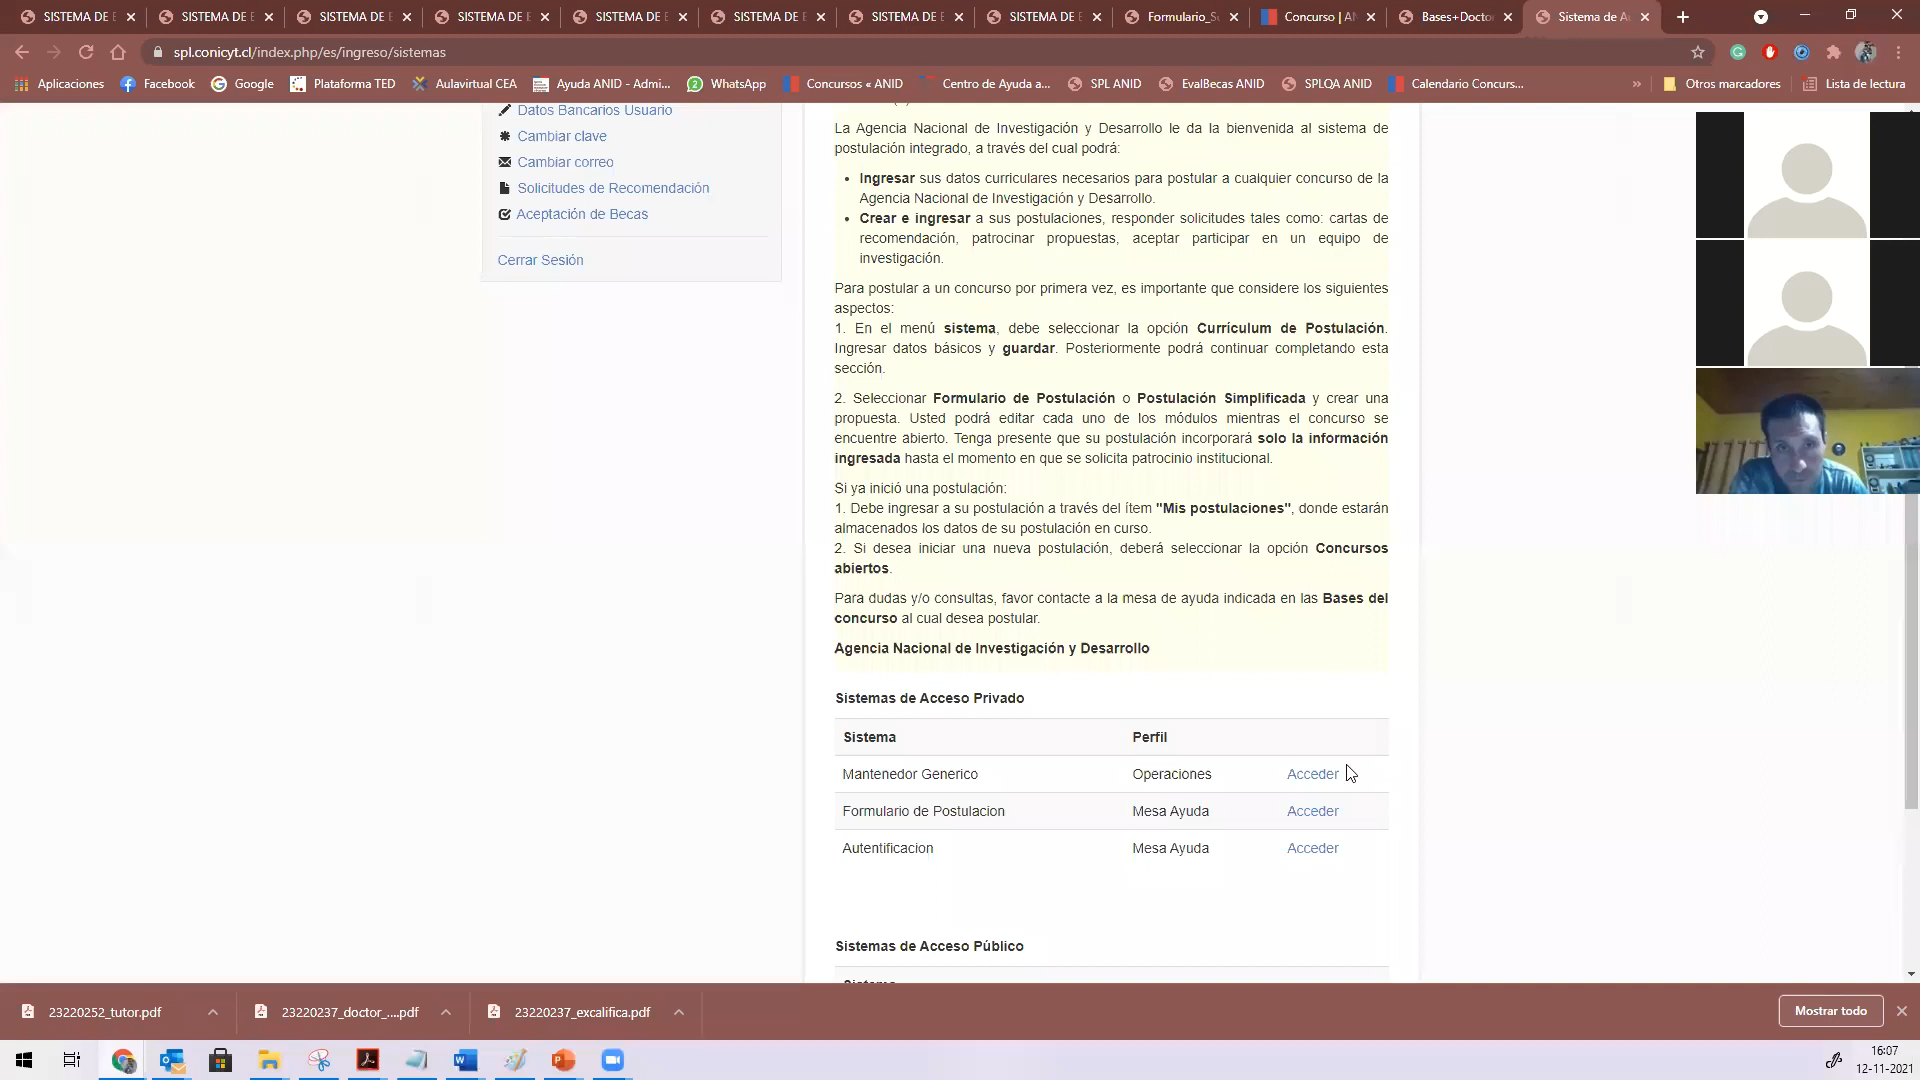 SISTEMA DE E
SISTEMA DE E
SISTEMA DE E
SISTEMA DE E
SISTEMA DE E
SISTEMA DE E
SISTEMA DE E
SISTEMA DE E
Formulario_Su
Concurso | AN
Bases+Doctor
Sistema de Au
spl.conicyt.cl/index.php/es/ingreso/sistemas
Aplicaciones
Facebook
Google
Plataforma TED
Aulavirtual CEA
Ayuda ANID - Admi...
WhatsApp
Concursos « ANID
Centro de Ayuda a...
SPL ANID
EvalBecas ANID
SPLQA ANID
Calendario Concurs...
»
Otros marcadores
Lista de lectura
Datos Bancarios Usuario
Cambiar clave
Cambiar correo
Solicitudes de Recomendación
Aceptación de Becas
Cerrar Sesión
La Agencia Nacional de Investigación y Desarrollo le da la bienvenida al sistema de
postulación integrado, a través del cual podrá:
• Ingresar sus datos curriculares necesarios para postular a cualquier concurso de la
Agencia Nacional de Investigación y Desarrollo.
• Crear e ingresar a sus postulaciones, responder solicitudes tales como: cartas de
recomendación, patrocinar propuestas, aceptar participar en un equipo de
investigación.
Para postular a un concurso por primera vez, es importante que considere los siguientes
aspectos:
1. En el menú sistema, debe seleccionar la opción Currículum de Postulación.
Ingresar datos básicos y guardar. Posteriormente podrá continuar completando esta
sección.
2. Seleccionar Formulario de Postulación o Postulación Simplificada y crear una
propuesta. Usted podrá editar cada uno de los módulos mientras el concurso se
encuentre abierto. Tenga presente que su postulación incorporará solo la información
ingresada hasta el momento en que se solicita patrocinio institucional.
Si ya inició una postulación:
1. Debe ingresar a su postulación a través del ítem "Mis postulaciones", donde estarán
almacenados los datos de su postulación en curso.
2. Si desea iniciar una nueva postulación, deberá seleccionar la opción Concursos
abiertos.
Para dudas y/o consultas, favor contacte a la mesa de ayuda indicada en las Bases del
concurso al cual desea postular.
Agencia Nacional de Investigación y Desarrollo
Sistemas de Acceso Privado
Sistema Perfil
Mantenedor Generico Operaciones Acceder
Formulario de Postulacion Mesa Ayuda Acceder
Autentificacion Mesa Ayuda Acceder
Sistemas de Acceso Público
Sistema
23220252_tutor.pdf
23220237_doctor_....pdf
23220237_excalifica.pdf
Mostrar todo
16:07
12-11-2021